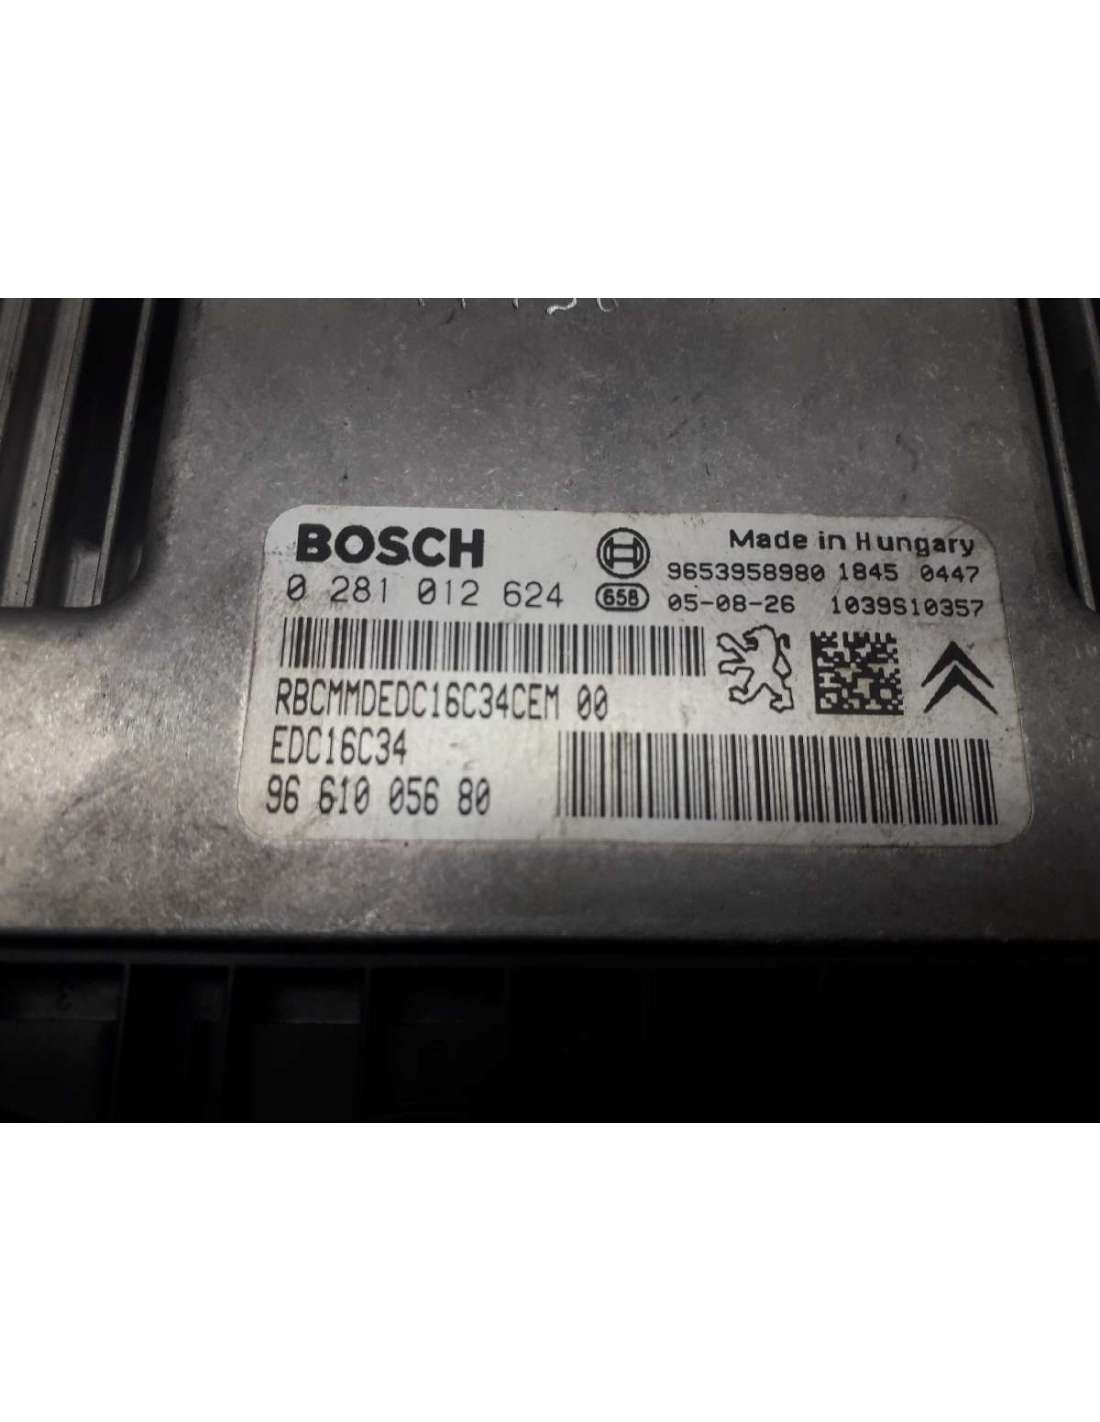 BOSCH
0 281 012 624
Made in Hungary
9653958980 1845 0447
658 05-08-26 1039S10357
RBCMMDEDC16C34CEM 00
EDC16C34
96 610 056 80